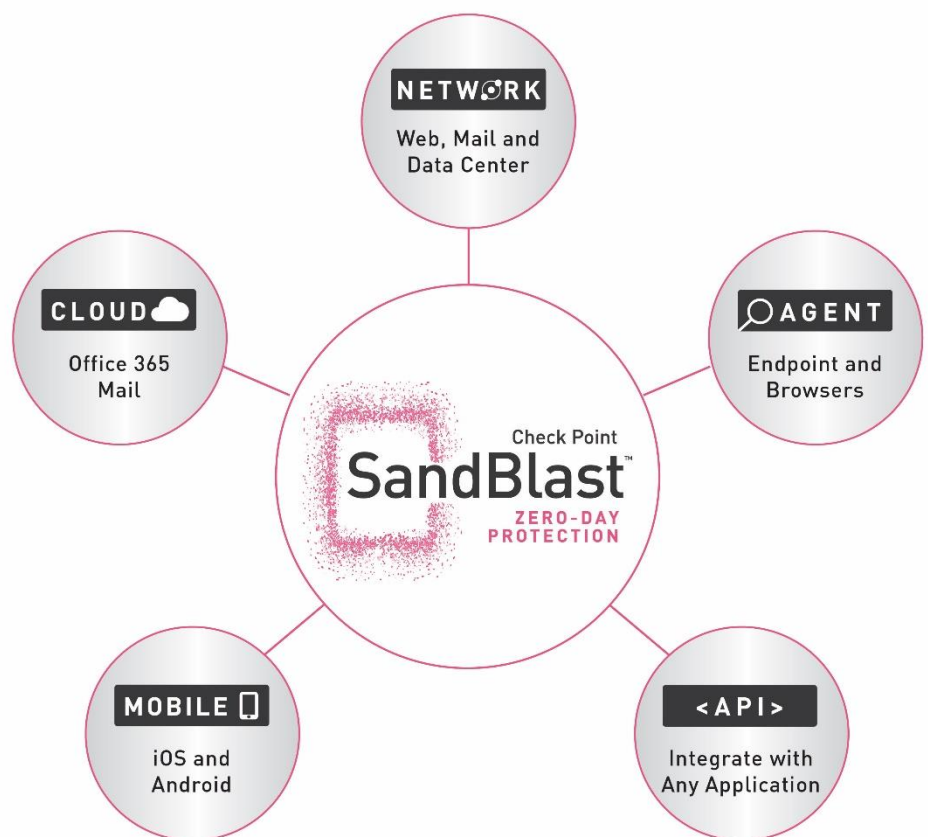 NETWORK
Web, Mail and
Data Center
CLOUD
Office 365
Mail
AGENT
Endpoint and
Browsers
Check Point
SandBlast™
ZERO-DAY
PROTECTION
MOBILE
iOS and
Android
<API>
Integrate with
Any Application